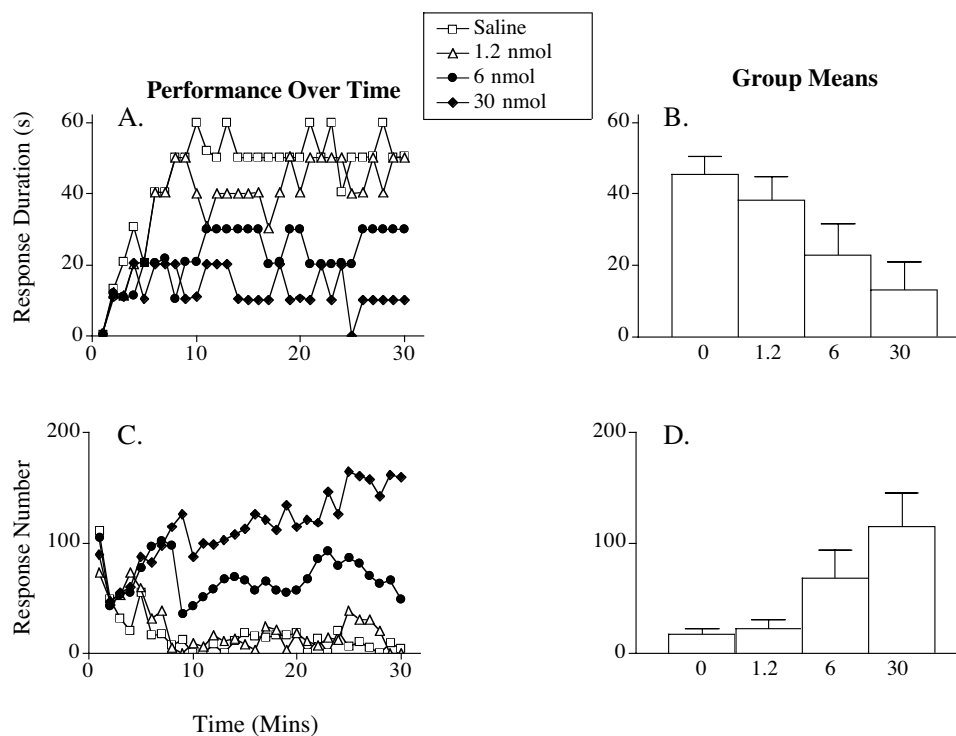 Saline
1.2 nmol
6 nmol
30 nmol
Performance Over Time
Group Means
A.
B.
Response Duration (s)
60
40
20
0
0
10
20
30
60
40
20
0
0
1.2
6
30
C.
D.
Response Number
200
100
0
0
10
20
30
200
100
0
0
1.2
6
30
Time (Mins)